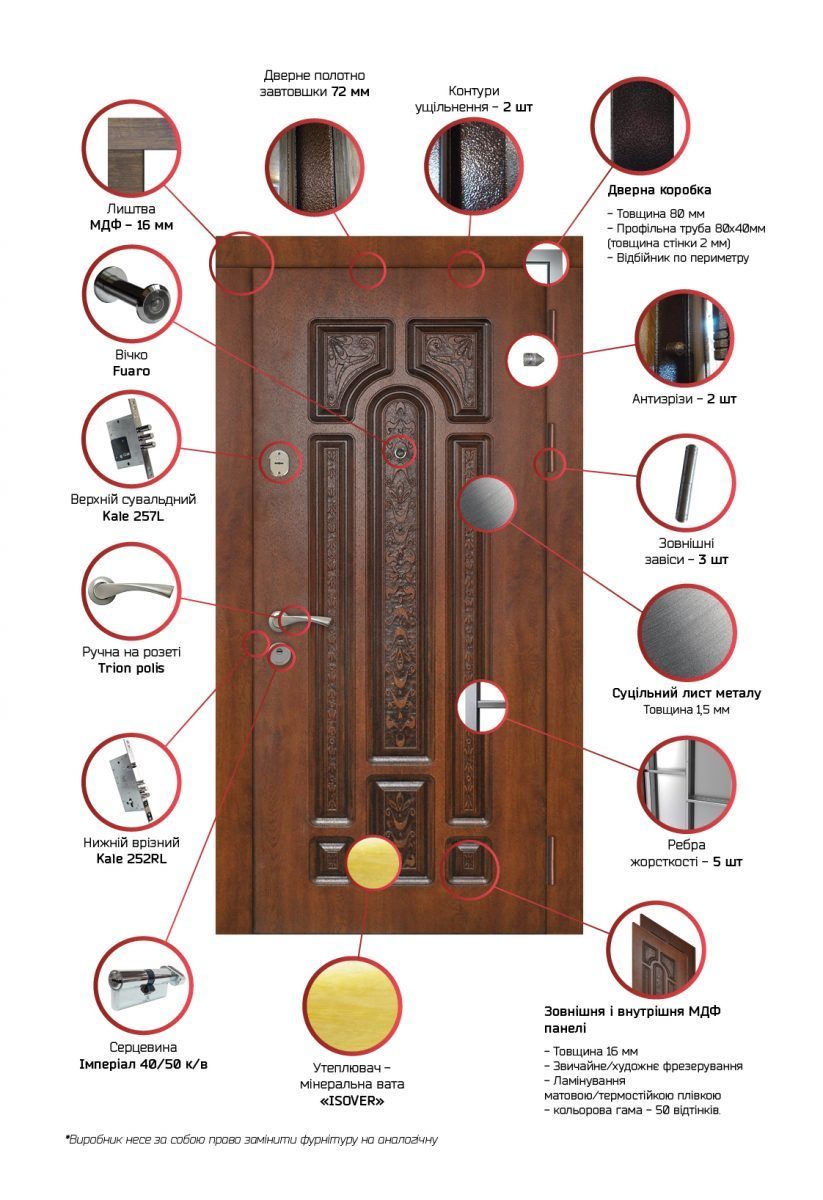 Дверне полотно
завтовшки 72 мм
Контури
ущільнення – 2 шт
Лиштва
МДФ – 16 мм
Дверна коробка
– Товщина 80 мм
– Профільна труба 80х40мм
(товщина стінки 2 мм)
– Відбійник по периметру
Вічко
Fuaro
Антизрізи – 2 шт
Верхній сувальдний
Kale 257L
Зовнішні
завіси – 3 шт
Ручна на розеті
Trion polis
Суцільний лист металу
Товщина 1,5 мм
Нижній врізний
Kale 252RL
Ребра
жорсткості – 5 шт
Серцевина
Імперіал 40/50 к/в
Утеплювач –
мінеральна вата
«ISOVER»
Зовнішня і внутрішня МДФ
панелі
– Товщина 16 мм
– Звичайне/художнє фрезерування
– Ламінування
матовою/термостійкою плівкою
– кольорова гама – 50 відтінків.
*Виробник несе за собою право замінити фурнітуру на аналогічну